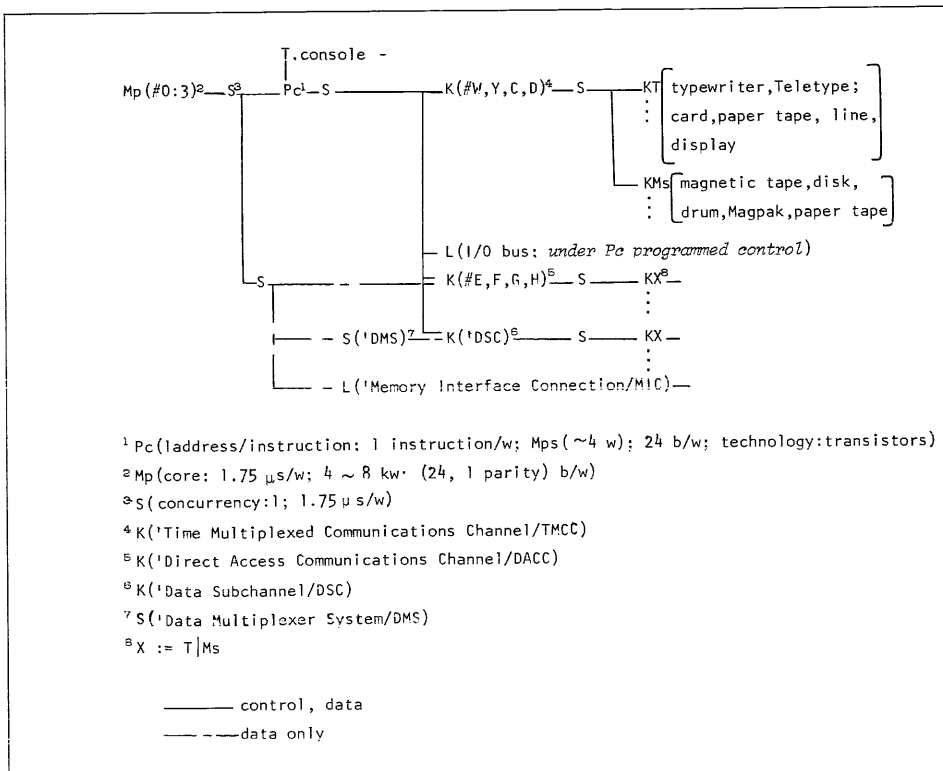 T.console -
Mp(#0:3)² S³ Pc¹ S K(#W,Y,C,D)⁴ S KT [typewriter,Teletype;
card,paper tape, line,
display]
KMs [magnetic tape,disk,
drum,Magpak,paper tape]
L(I/O bus; under Pc programmed control)
S K(#E,F,G,H)⁵ S KX⁸
S('DMS)⁷ K('DSC)⁶ S KX
L('Memory Interface Connection/MIC)
¹ Pc(1address/instruction; 1 instruction/w; Mps(~4 w); 24 b/w; technology:transistors)
² Mp(core; 1.75 μs/w; 4 ~ 8 kw· (24, 1 parity) b/w)
³ S(concurrency:1; 1.75 μs/w)
⁴ K('Time Multiplexed Communications Channel/TMCC)
⁵ K('Direct Access Communications Channel/DACC)
⁶ K('Data Subchannel/DSC)
⁷ S('Data Multiplexer System/DMS)
⁸ X := T|Ms
control, data
data only